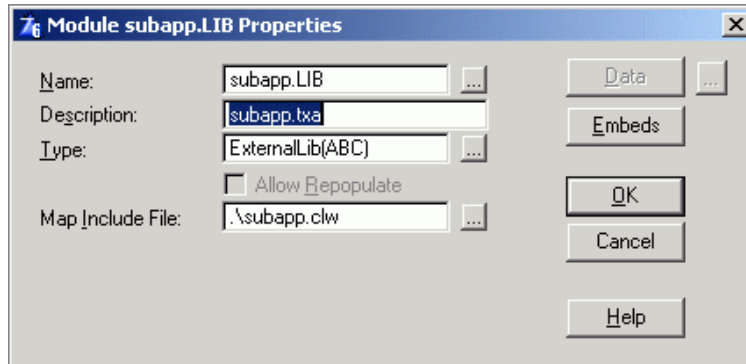 Module subapp.LIB Properties
Name: subapp.LIB ... Data ...
Description: subapp.txa Embeds
Type: ExternalLib(ABC) ...
Allow Repopulate OK
Map Include File: .\subapp.clw ...
Cancel
Help